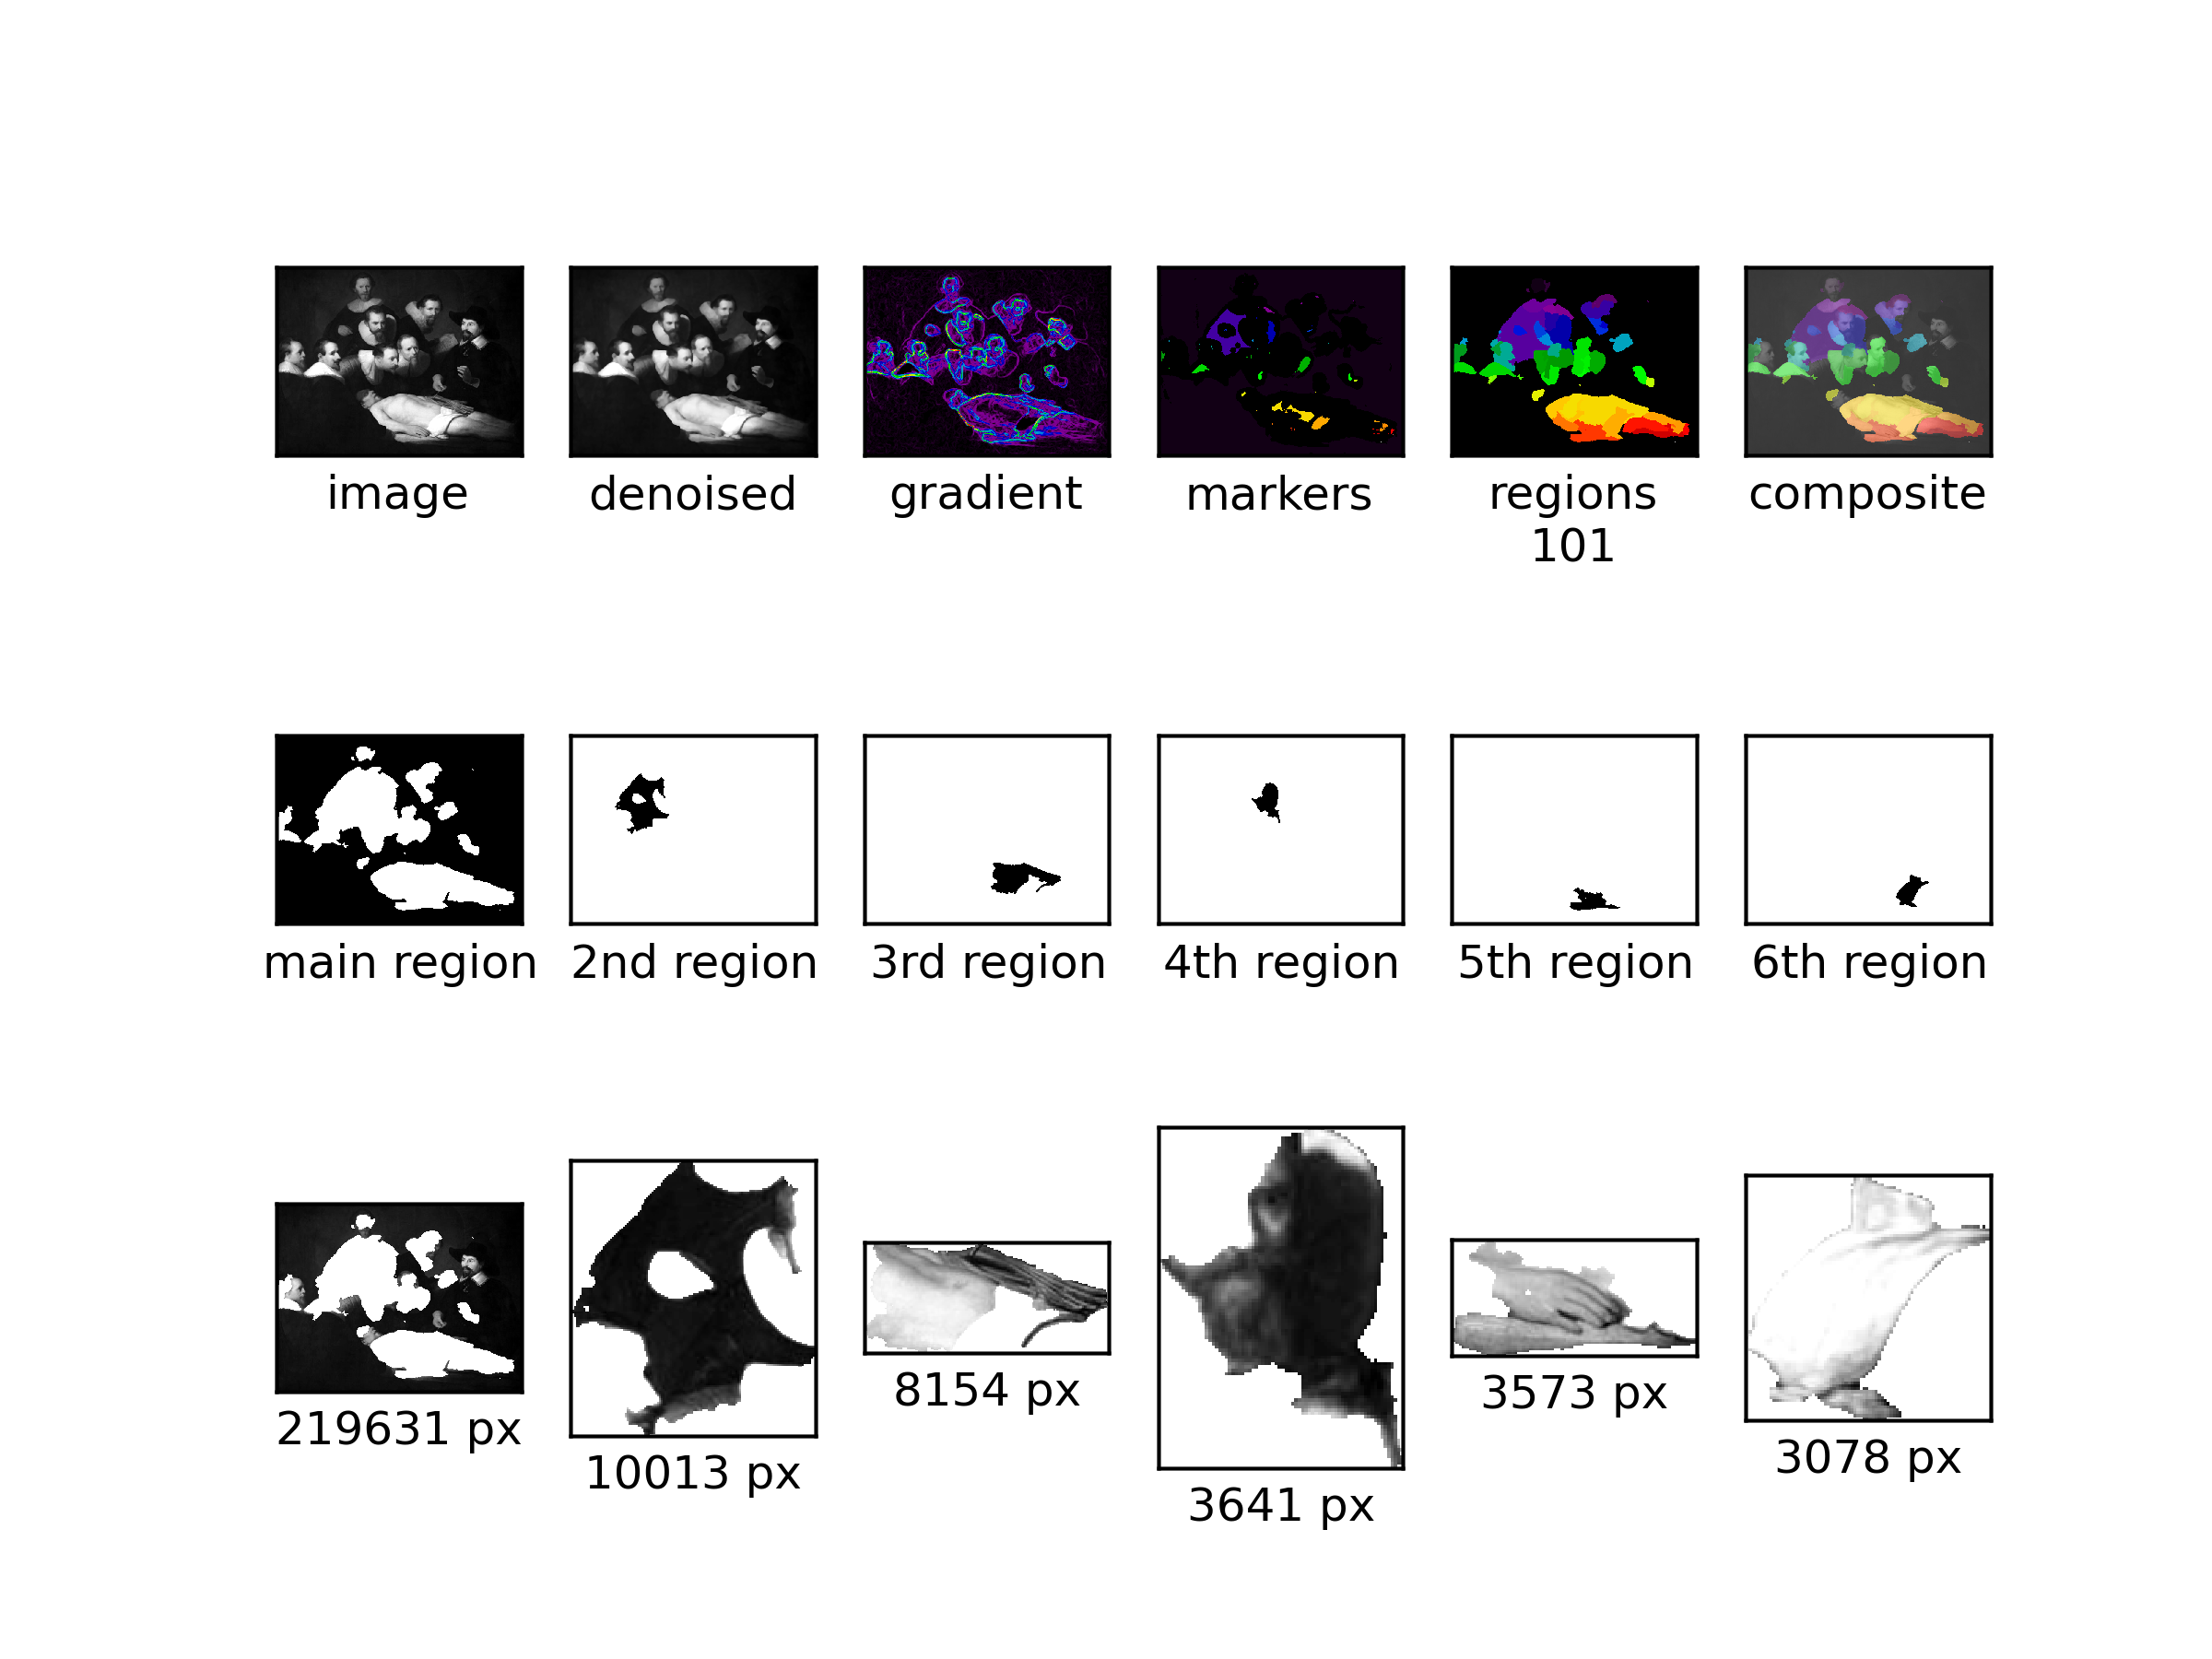 image
denoised
gradient
markers
regions
101
composite
main region
2nd region
3rd region
4th region
5th region
6th region
219631 px
10013 px
8154 px
3641 px
3573 px
3078 px